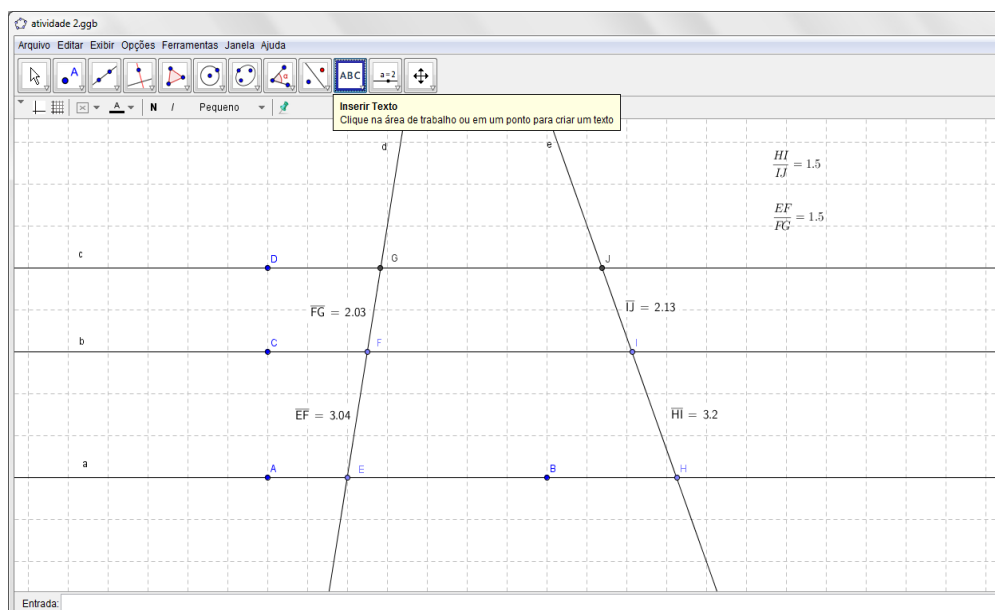 atividade 2.ggb
Arquivo Editar Exibir Opções Ferramentas Janela Ajuda
A
α
ABC
a=2
A N I Pequeno
Inserir Texto
Clique na área de trabalho ou em um ponto para criar um texto
d
e
HI/IJ = 1.5
EF/FG = 1.5
c
D
G
J
FG = 2.03
IJ = 2.13
b
C
F
I
EF = 3.04
HI = 3.2
a
A
E
B
H
Entrada: